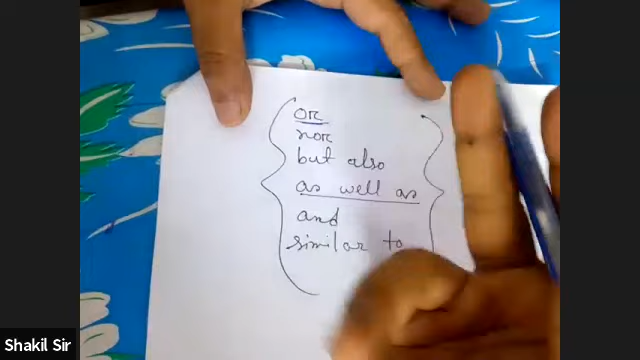 or
nor
but also
as well as
and
similar to
Shakil Sir